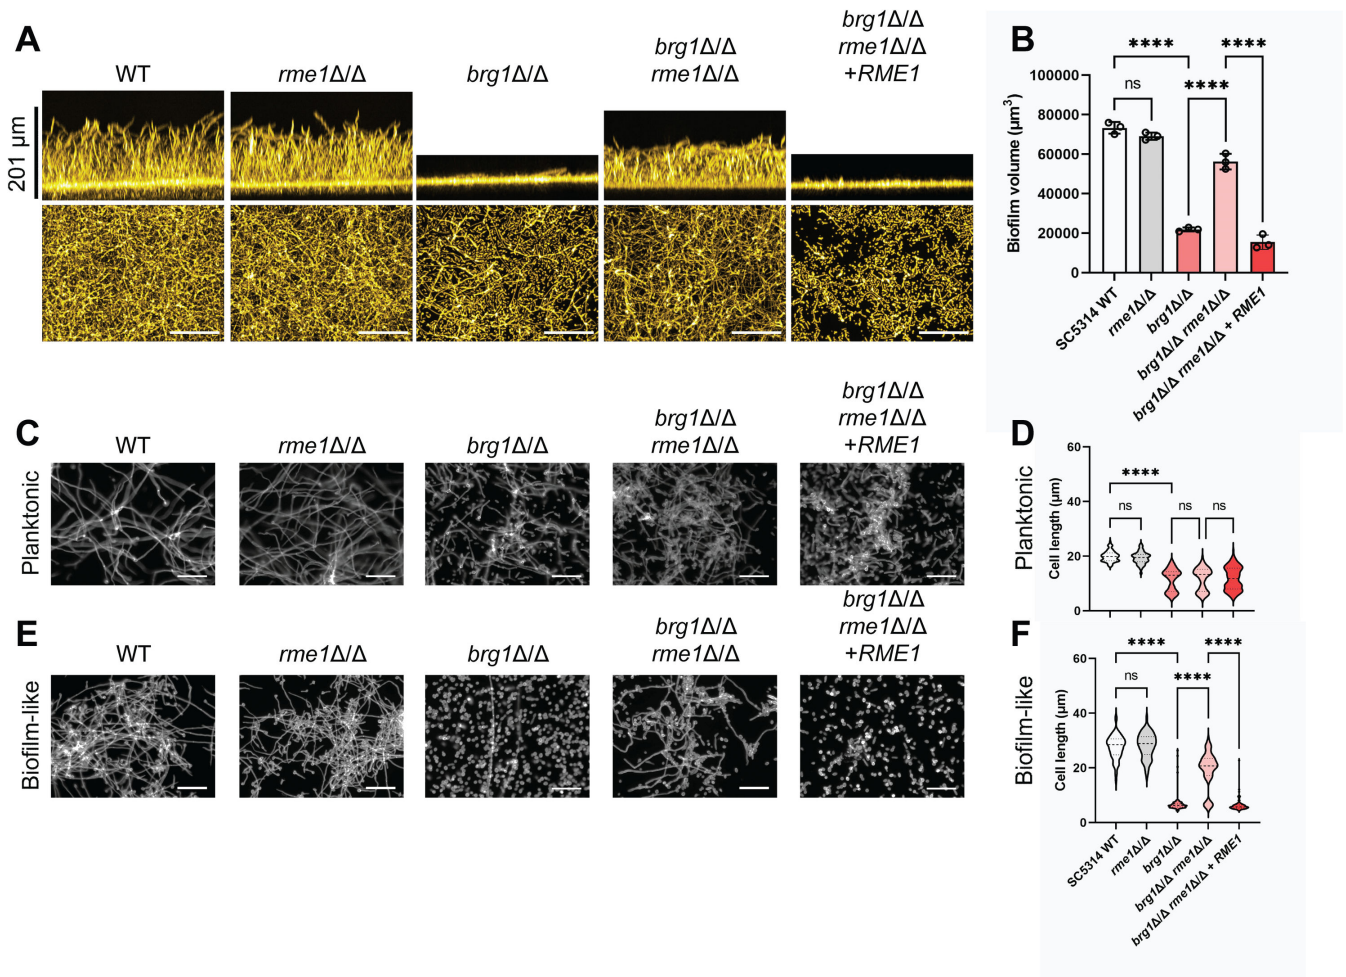 A
WT
rme1Δ/Δ
brg1Δ/Δ
brg1Δ/Δ
rme1Δ/Δ
brg1Δ/Δ
rme1Δ/Δ
+RME1
201 µm
B
**** ****
ns ****
Biofilm volume (µm³)
100000
80000
60000
40000
20000
0
SC5314 WT
rme1Δ/Δ
brg1Δ/Δ
brg1Δ/Δ rme1Δ/Δ
brg1Δ/Δ rme1Δ/Δ + RME1
C
Planktonic
WT
rme1Δ/Δ
brg1Δ/Δ
brg1Δ/Δ
rme1Δ/Δ
brg1Δ/Δ
rme1Δ/Δ
+RME1
D
Planktonic
Cell length (µm)
60
40
20
0
****
ns ns ns
E
Biofilm-like
WT
rme1Δ/Δ
brg1Δ/Δ
brg1Δ/Δ
rme1Δ/Δ
brg1Δ/Δ
rme1Δ/Δ
+RME1
F
Biofilm-like
Cell length (µm)
60
40
20
0
**** ****
ns ****
SC5314 WT
rme1Δ/Δ
brg1Δ/Δ
brg1Δ/Δ rme1Δ/Δ
brg1Δ/Δ rme1Δ/Δ + RME1